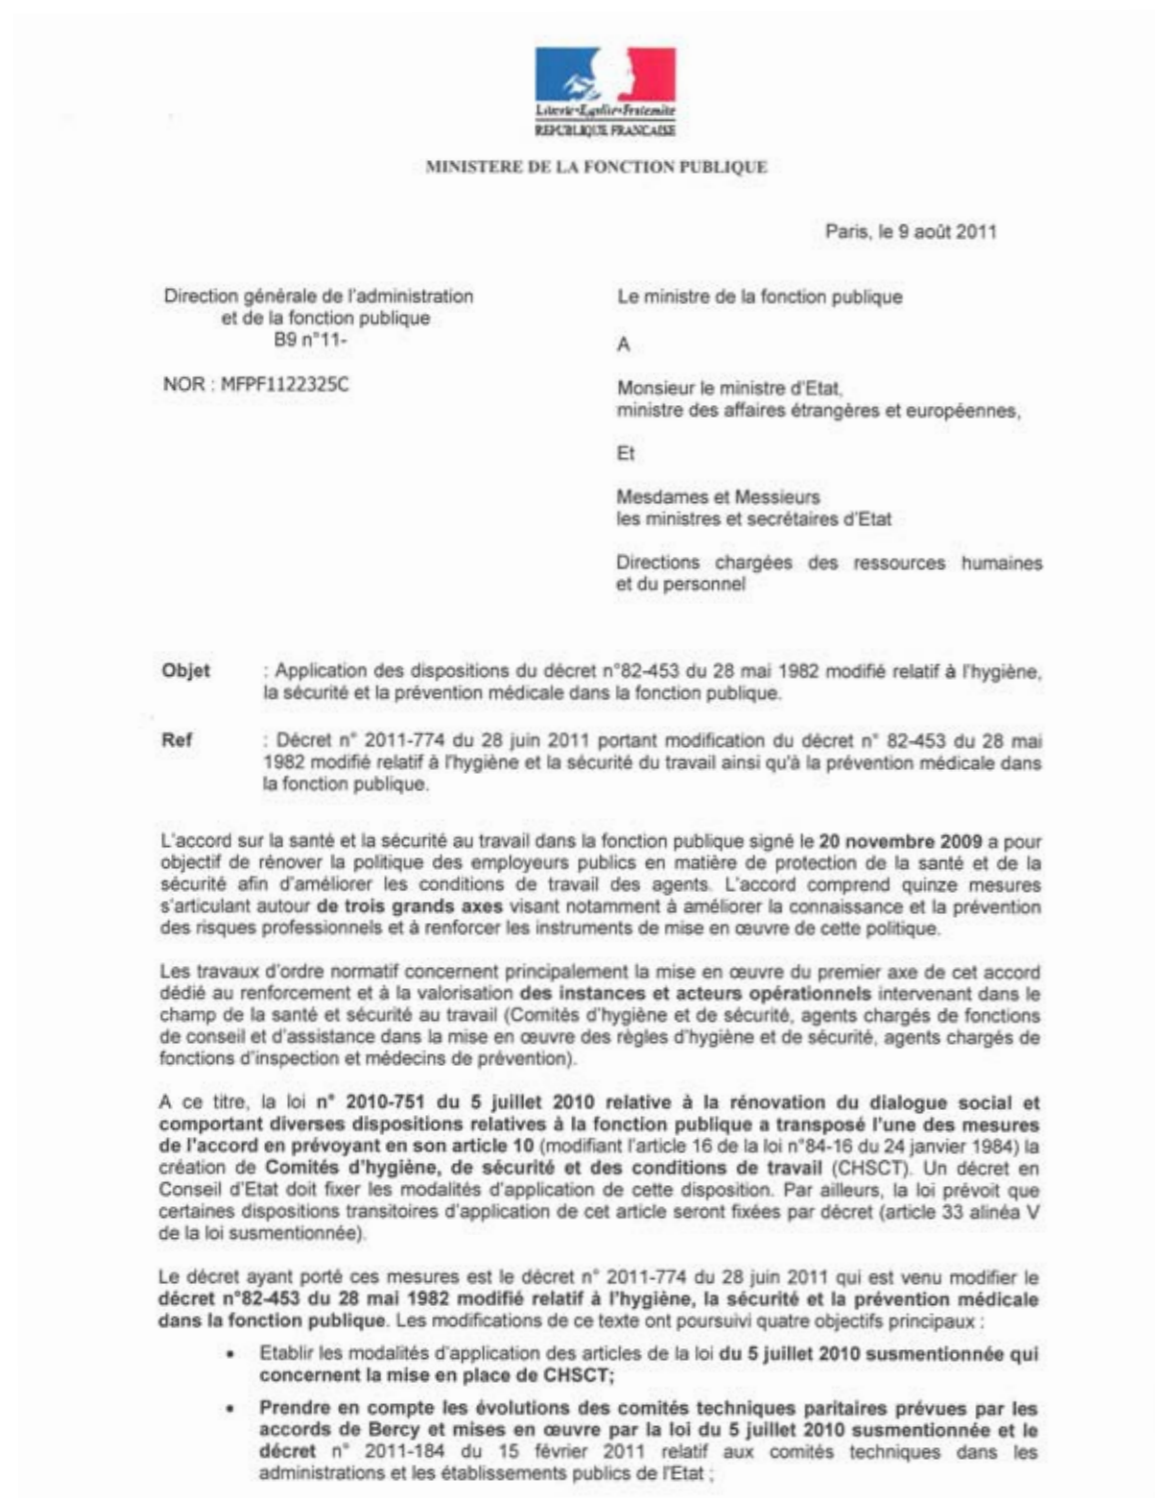 Liberté • Egalité • Fraternité
REPUBLIQUE FRANCAISE
MINISTERE DE LA FONCTION PUBLIQUE
Paris, le 9 août 2011
Direction générale de l'administration
et de la fonction publique
B9 n°11-
NOR : MFPF1122325C
Le ministre de la fonction publique
A
Monsieur le ministre d'Etat,
ministre des affaires étrangères et européennes,
Et
Mesdames et Messieurs
les ministres et secrétaires d'Etat
Directions chargées des ressources humaines
et du personnel
Objet : Application des dispositions du décret n°82-453 du 28 mai 1982 modifié relatif à l'hygiène,
la sécurité et la prévention médicale dans la fonction publique.
Ref : Décret n° 2011-774 du 28 juin 2011 portant modification du décret n° 82-453 du 28 mai
1982 modifié relatif à l'hygiène et la sécurité du travail ainsi qu'à la prévention médicale dans
la fonction publique.
L'accord sur la santé et la sécurité au travail dans la fonction publique signé le 20 novembre 2009 a pour
objectif de rénover la politique des employeurs publics en matière de protection de la santé et de la
sécurité afin d'améliorer les conditions de travail des agents. L'accord comprend quinze mesures
s'articulant autour de trois grands axes visant notamment à améliorer la connaissance et la prévention
des risques professionnels et à renforcer les instruments de mise en œuvre de cette politique.
Les travaux d'ordre normatif concernent principalement la mise en œuvre du premier axe de cet accord
dédié au renforcement et à la valorisation des instances et acteurs opérationnels intervenant dans le
champ de la santé et sécurité au travail (Comités d'hygiène et de sécurité, agents chargés de fonctions
de conseil et d'assistance dans la mise en œuvre des règles d'hygiène et de sécurité, agents chargés de
fonctions d'inspection et médecins de prévention).
A ce titre, la loi n° 2010-751 du 5 juillet 2010 relative à la rénovation du dialogue social et
comportant diverses dispositions relatives à la fonction publique a transposé l'une des mesures
de l'accord en prévoyant en son article 10 (modifiant l'article 16 de la loi n°84-16 du 24 janvier 1984) la
création de Comités d'hygiène, de sécurité et des conditions de travail (CHSCT). Un décret en
Conseil d'Etat doit fixer les modalités d'application de cette disposition. Par ailleurs, la loi prévoit que
certaines dispositions transitoires d'application de cet article seront fixées par décret (article 33 alinéa V
de la loi susmentionnée).
Le décret ayant porté ces mesures est le décret n° 2011-774 du 28 juin 2011 qui est venu modifier le
décret n°82-453 du 28 mai 1982 modifié relatif à l'hygiène, la sécurité et la prévention médicale
dans la fonction publique. Les modifications de ce texte ont poursuivi quatre objectifs principaux :
• Etablir les modalités d'application des articles de la loi du 5 juillet 2010 susmentionnée qui
concernent la mise en place de CHSCT;
• Prendre en compte les évolutions des comités techniques paritaires prévues par les
accords de Bercy et mises en œuvre par la loi du 5 juillet 2010 susmentionnée et le
décret n° 2011-184 du 15 février 2011 relatif aux comités techniques dans les
administrations et les établissements publics de l'Etat ;